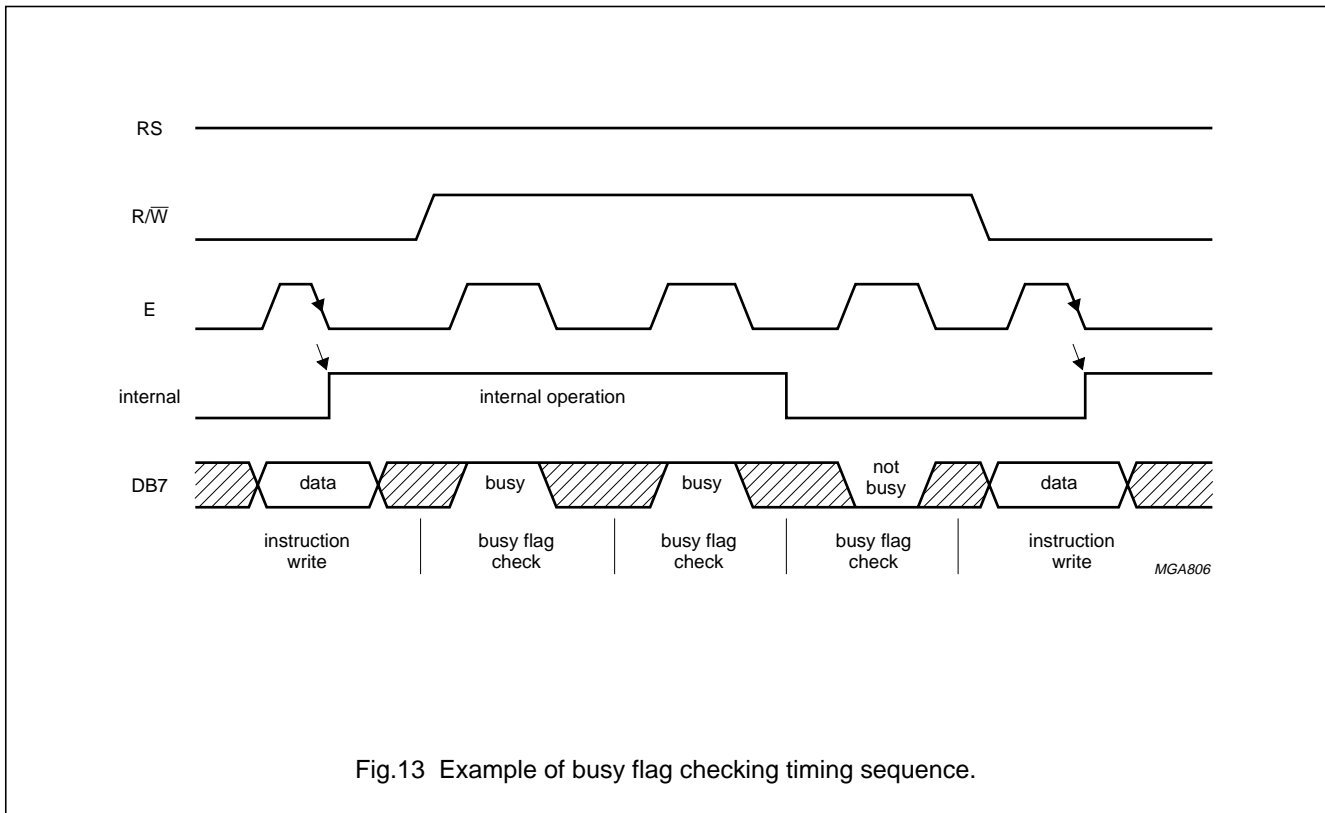 RS
R/W̅
E
internal
internal operation
DB7
data
busy
busy
not
busy
data
instruction
write
busy flag
check
busy flag
check
busy flag
check
instruction
write
MGA806
Fig.13 Example of busy flag checking timing sequence.